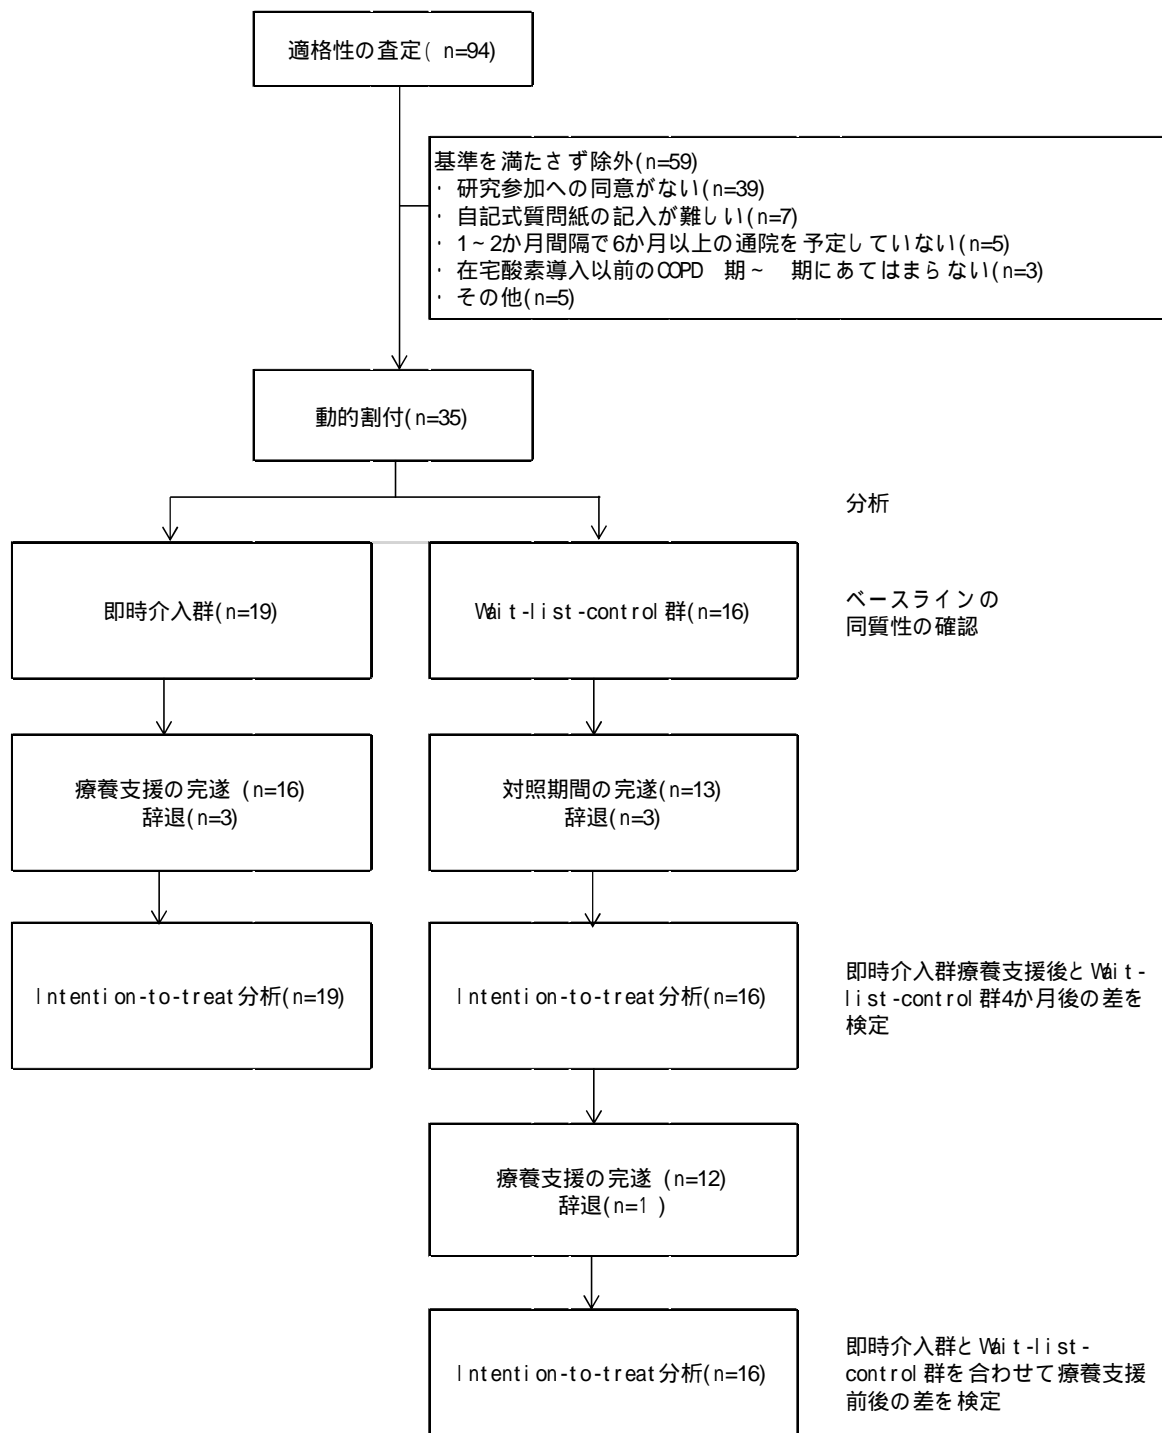 適格性の査定( n=94)
基準を満たさず除外(n=59)
· 研究参加への同意がない(n=39)
· 自記式質問紙の記入が難しい(n=7)
· 1~2か月間隔で6か月以上の通院を予定していない(n=5)
· 在宅酸素導入以前のCOPD 期~ 期にあてはまらない(n=3)
· その他(n=5)
動的割付(n=35)
分析
即時介入群(n=19)
Wait-list-control群(n=16)
ベースラインの
同質性の確認
療養支援の完遂 (n=16)
辞退(n=3)
対照期間の完遂(n=13)
辞退(n=3)
Intention-to-treat分析(n=19)
Intention-to-treat分析(n=16)
即時介入群療養支援後とWait-
list-control群4か月後の差を
検定
療養支援の完遂 (n=12)
辞退(n=1 )
Intention-to-treat分析(n=16)
即時介入群とWait-list-
control群を合わせて療養支援
前後の差を検定